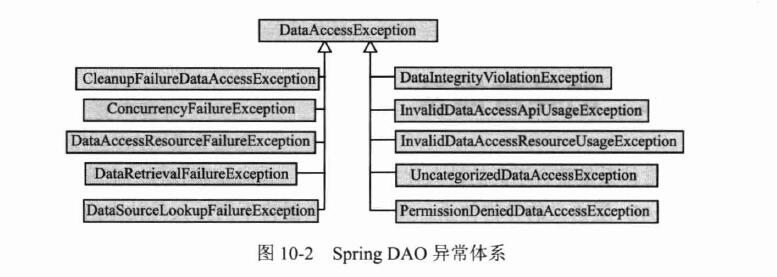 DataAccessException
CleanupFailureDataAccessException
DataIntegrityViolationException
ConcurrencyFailureException
InvalidDataAccessApiUsageException
DataAccessResourceFailureException
InvalidDataAccessResourceUsageException
DataRetrievalFailureException
UncategorizedDataAccessException
DataSourceLookupFailureException
PermissionDeniedDataAccessException
图 10-2 Spring DAO 异常体系